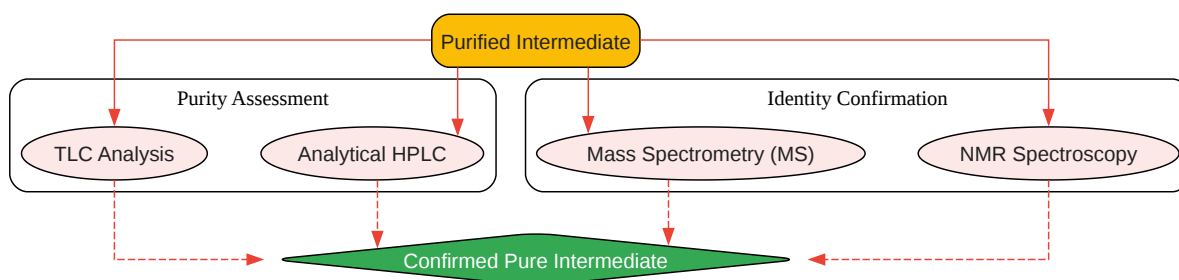 Purified Intermediate
Purity Assessment
Identity Confirmation
TLC Analysis
Analytical HPLC
Mass Spectrometry (MS)
NMR Spectroscopy
Confirmed Pure Intermediate